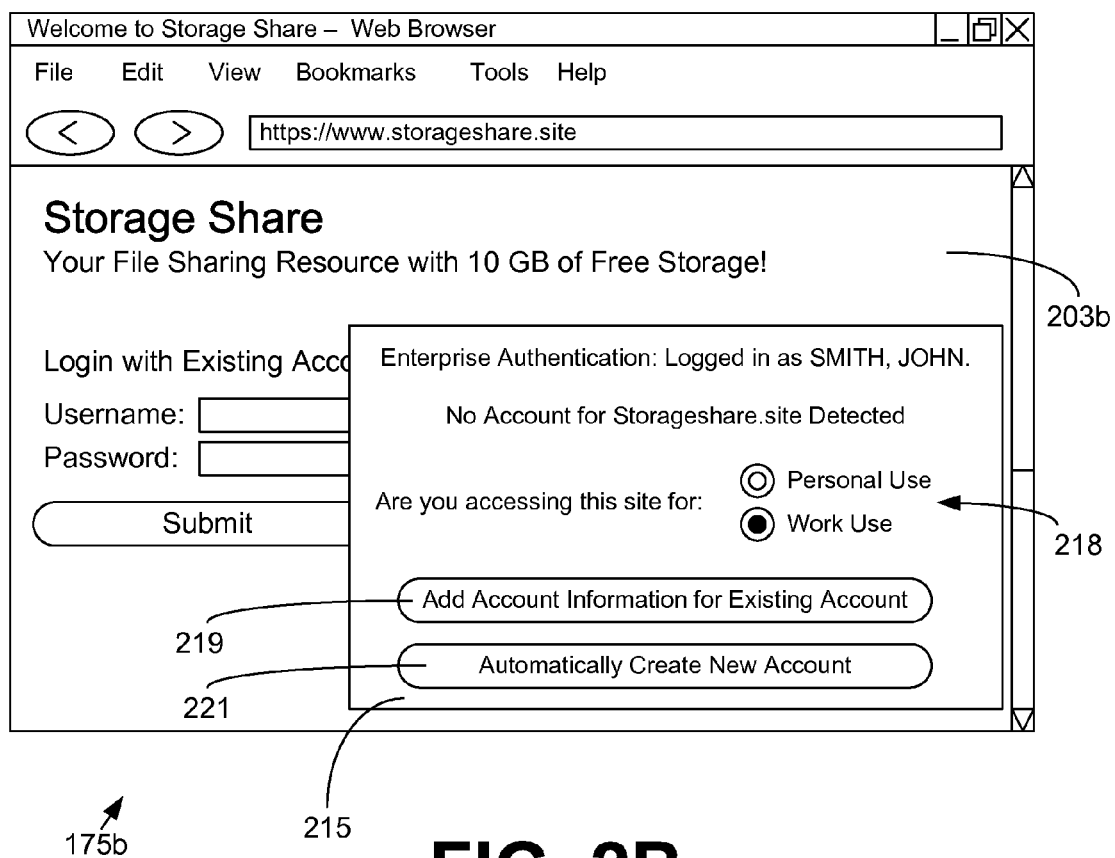 Welcome to Storage Share – Web Browser
File Edit View Bookmarks Tools Help
< > https://www.storageshare.site
Storage Share
Your File Sharing Resource with 10 GB of Free Storage!
203b
Login with Existing Acco
Username:
Password:
Submit
Enterprise Authentication: Logged in as SMITH, JOHN.
No Account for Storageshare.site Detected
Are you accessing this site for:
Personal Use
Work Use
218
Add Account Information for Existing Account
219
Automatically Create New Account
221
215
175b